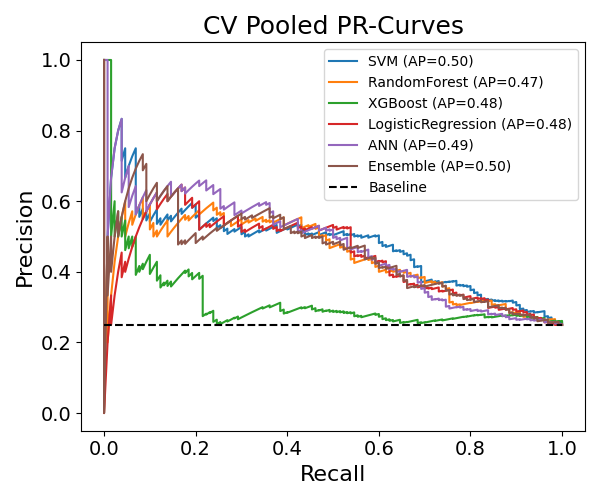 CV Pooled PR-Curves
SVM (AP=0.50)
RandomForest (AP=0.47)
XGBoost (AP=0.48)
LogisticRegression (AP=0.48)
ANN (AP=0.49)
Ensemble (AP=0.50)
Baseline
Precision
1.0
0.8
0.6
0.4
0.2
0.0
0.0 0.2 0.4 0.6 0.8 1.0
Recall